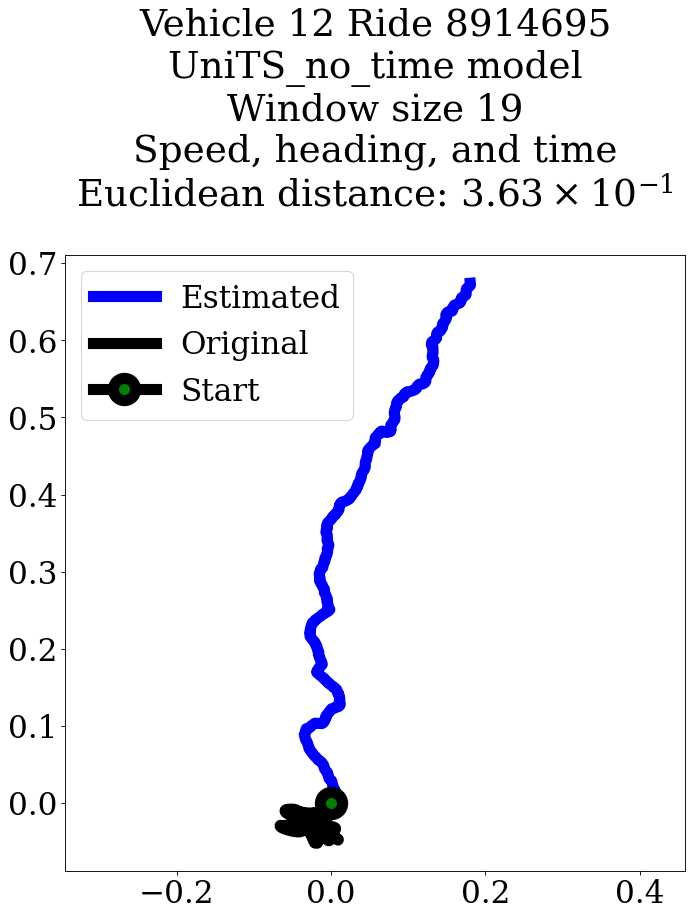 Vehicle 12 Ride 8914695
UniTS_no_time model
Window size 19
Speed, heading, and time
Euclidean distance: 3.63 × 10⁻¹
0.7
0.6
0.5
0.4
0.3
0.2
0.1
0.0
Estimated
Original
Start
−0.2 0.0 0.2 0.4